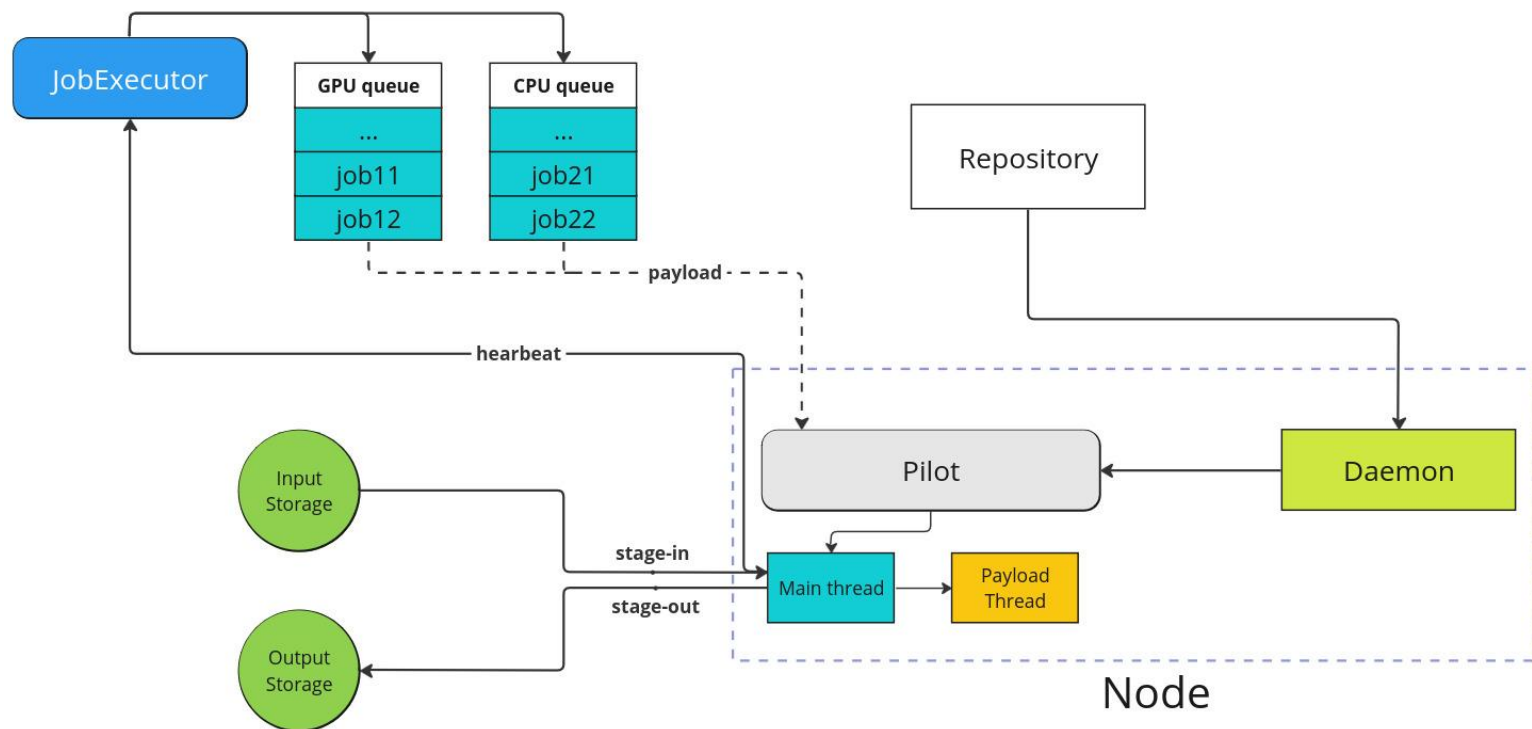 JobExecutor
GPU queue
...
job11
job12
CPU queue
...
job21
job22
Repository
payload
hearbeat
Pilot
Daemon
Input
Storage
stage-in
Main thread
Payload
Thread
stage-out
Output
Storage
Node